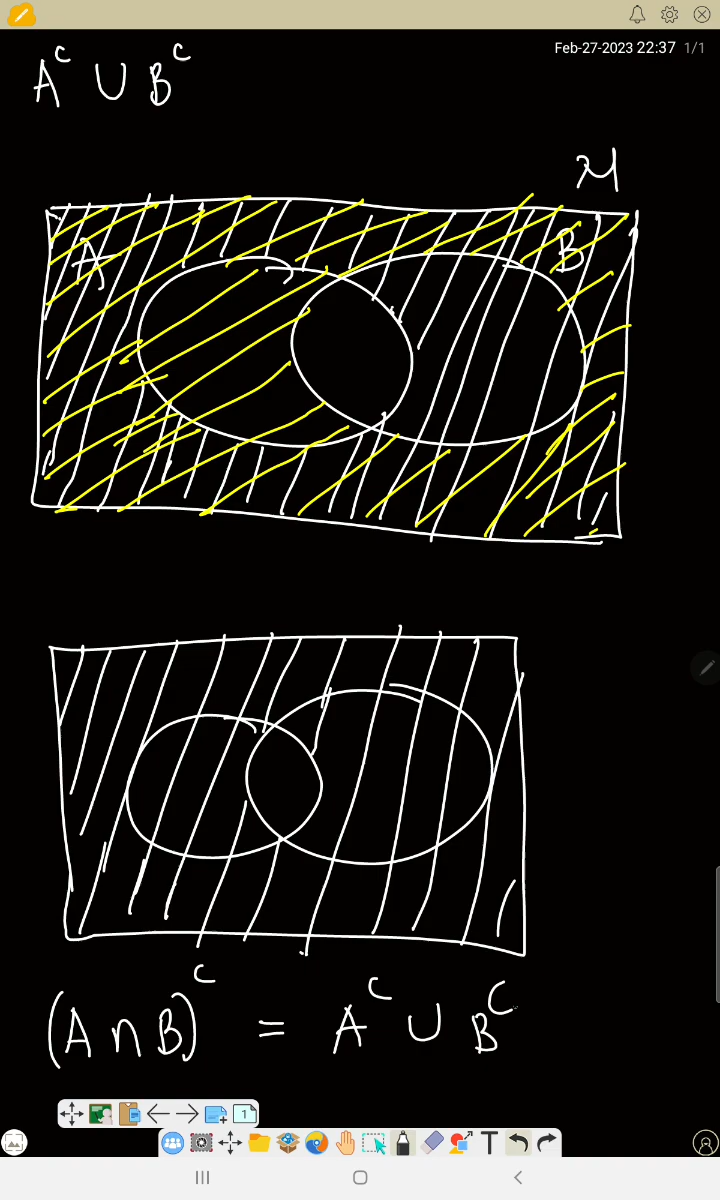 Feb-27-2023 22:37 1/1
Aᶜ ∪ Bᶜ
A B
(A ∩ B)ᶜ = Aᶜ ∪ Bᶜ
1
T